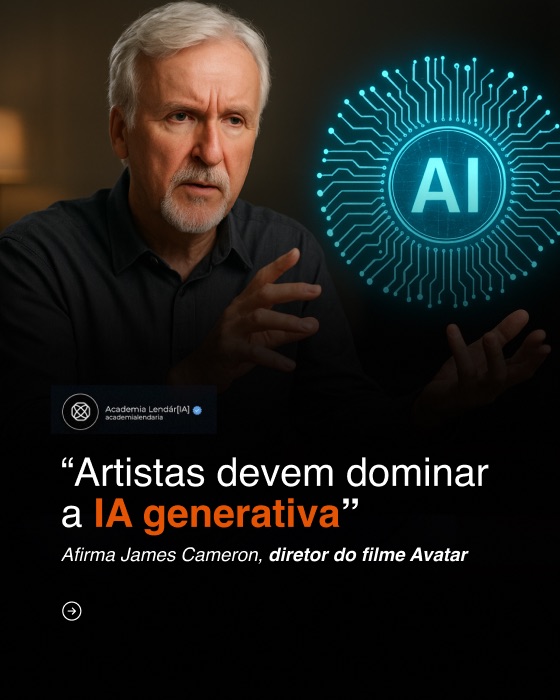 AI
Academia Lendár[IA]
academialendaria
“Artistas devem dominar
a IA generativa”
Afirma James Cameron, diretor do filme Avatar